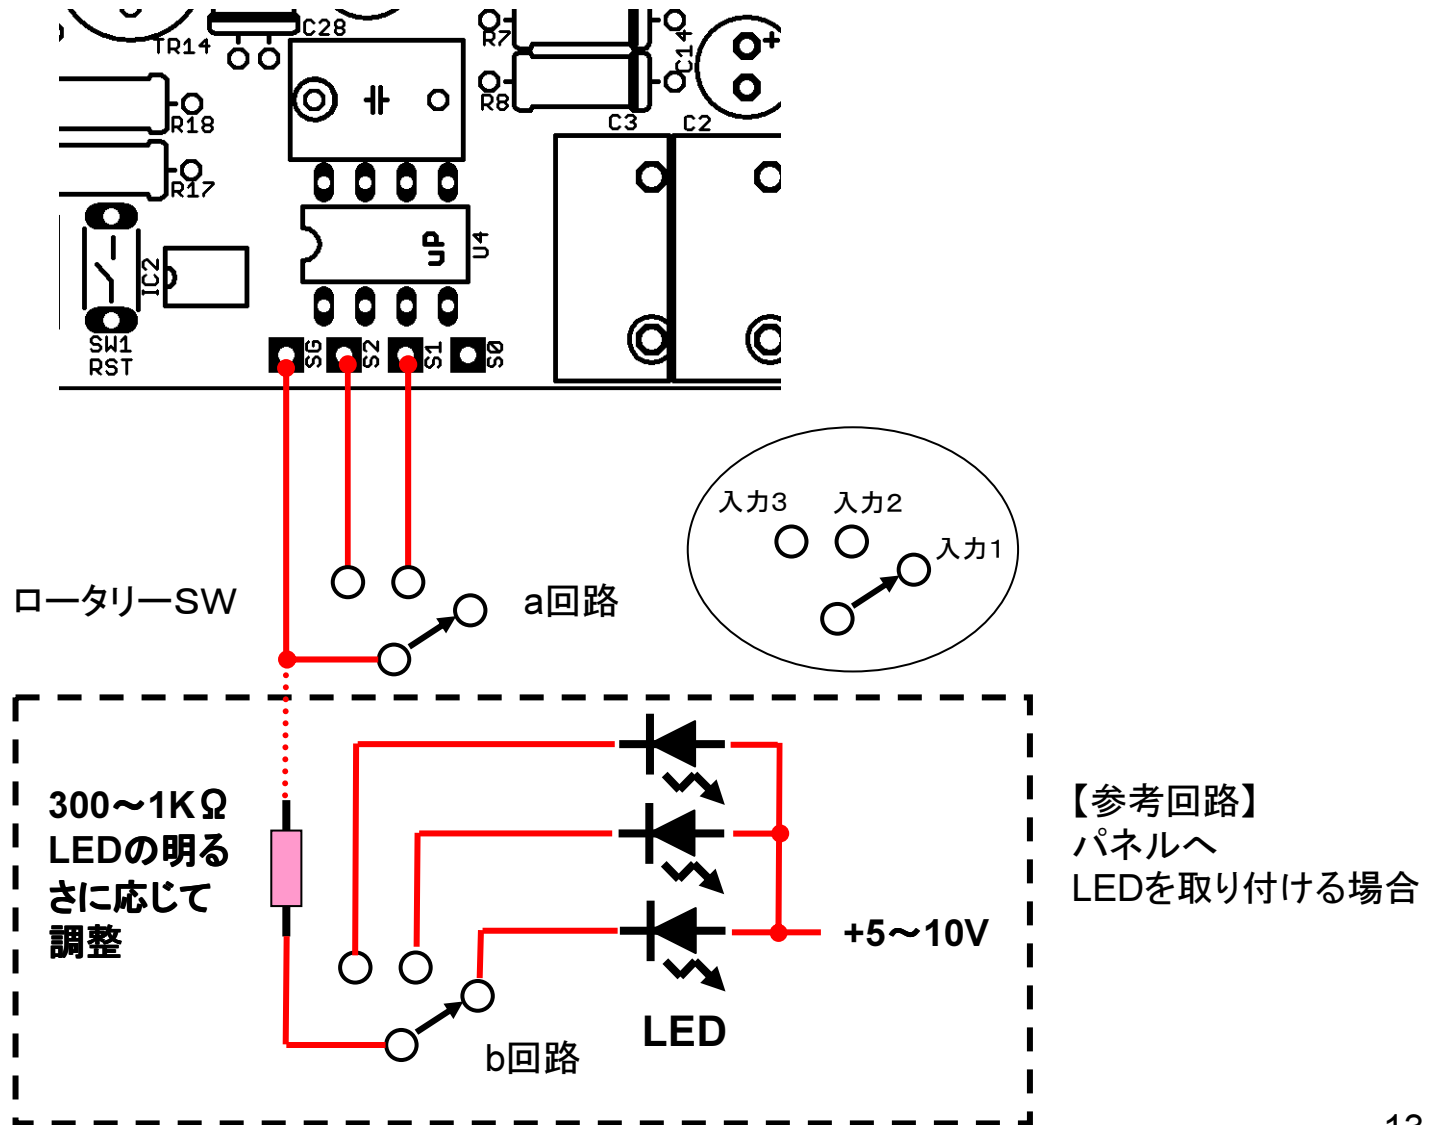 C28
TR14
R7
C14
R8
R18
C3
C2
R17
uP
U4
IC2
SW1
RST
SG
S2
S1
S0
入力3
入力2
入力1
ロータリーSW
a回路
300～1KΩ
LEDの明る
さに応じて
調整
【参考回路】
パネルへ
LEDを取り付ける場合
+5～10V
LED
b回路